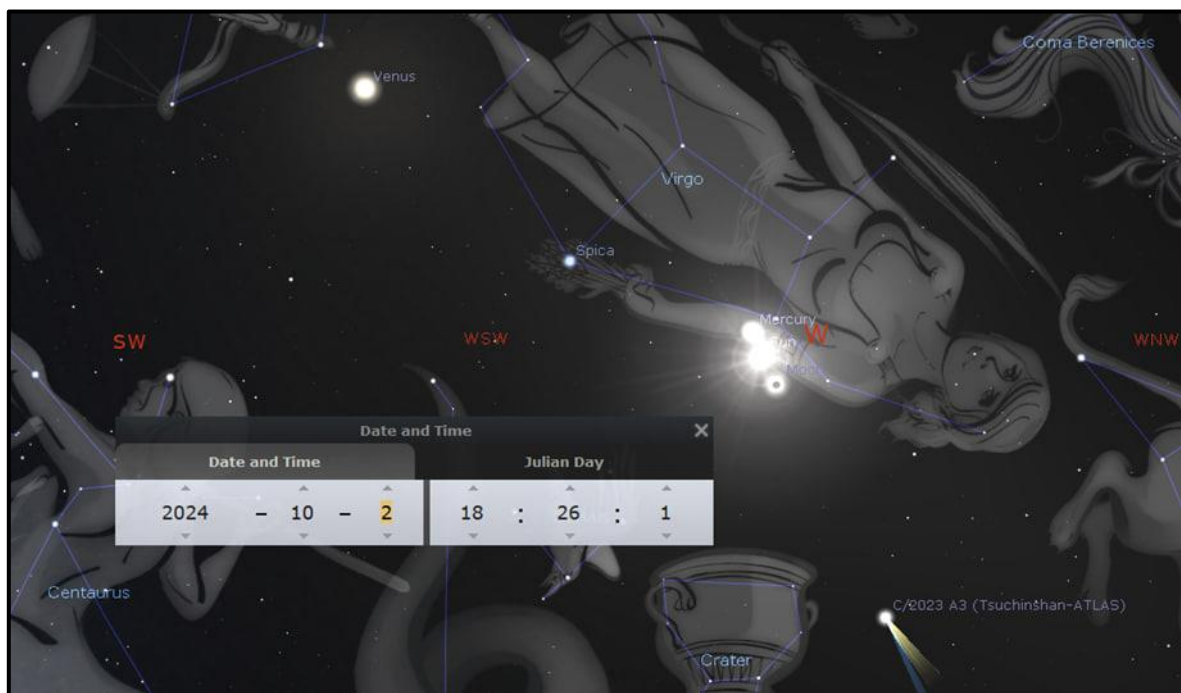 Coma Berenices
Venus
Virgo
Spica
Mercury
Sun
W
Moon
SW
WSW
WNW
Date and Time
Date and Time
Julian Day
2024 - 10 - 2 18 : 26 : 1
Centaurus
C/2023 A3 (Tsuchinshan-ATLAS)
Crater